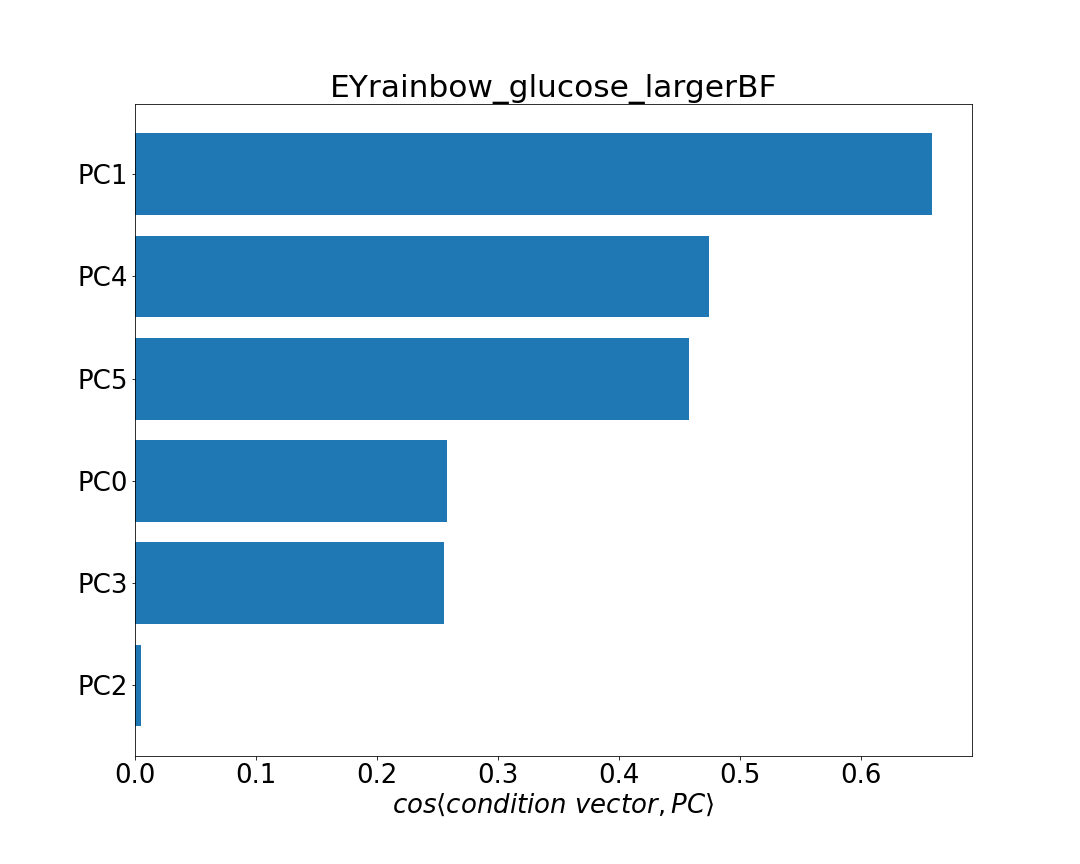 EYrainbow_glucose_largerBF
PC1
PC4
PC5
PC0
PC3
PC2
0.0 0.1 0.2 0.3 0.4 0.5 0.6
cos⟨condition vector, PC⟩